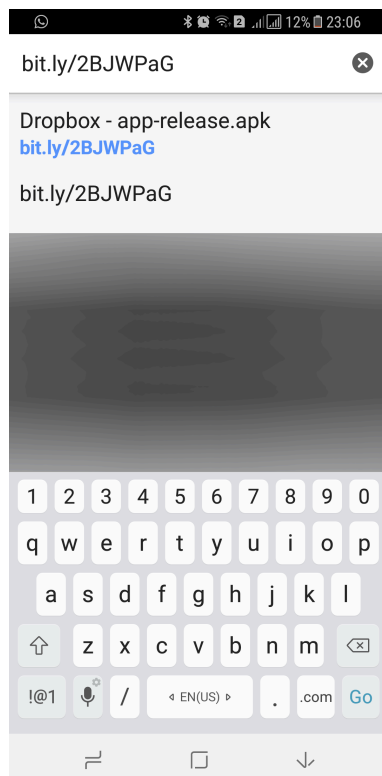 2 12% 23:06
bit.ly/2BJWPaG
Dropbox - app-release.apk
bit.ly/2BJWPaG
bit.ly/2BJWPaG
1 2 3 4 5 6 7 8 9 0
q w e r t y u i o p
a s d f g h j k l
z x c v b n m
!@1 / EN(US) . .com Go